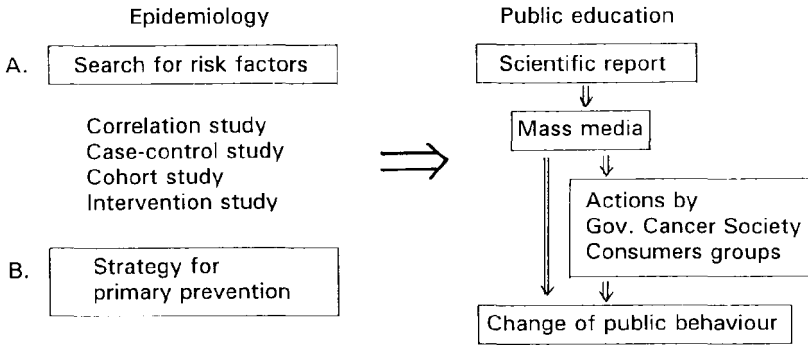 Epidemiology
A. Search for risk factors
Correlation study
Case-control study
Cohort study
Intervention study
B. Strategy for
primary prevention
Public education
Scientific report
Mass media
Actions by
Gov. Cancer Society
Consumers groups
Change of public behaviour